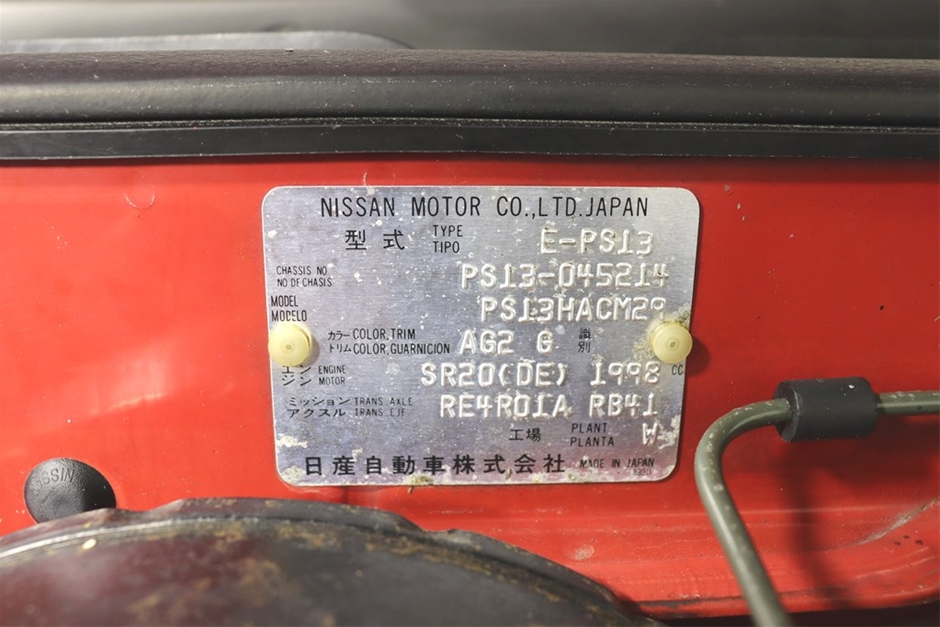 NISSAN MOTOR CO.,LTD.JAPAN
型式 TYPE TIPO E-PS13
CHASSIS NO. NO DE CHASIS PS13-045214
MODEL MODELO PS13HACM29
カラー COLOR,TRIM トリム COLOR,GUARNICION AG2 G 識別
エンジン ENGINE MOTOR SR20(DE) 1998 CC
ミッション TRANS.AXLE アクスル TRANS.EJE RE4R01A RB41
工場 PLANT PLANTA W
日産自動車株式会社 MADE IN JAPAN
NISSIN